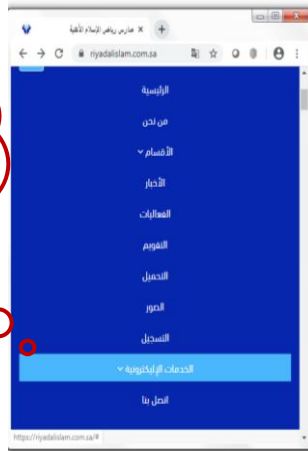 مدارس رياض الإسلام الأهلية
riyadalislam.com.sa
الرئيسية
من نحن
الأقسام
الأخبار
الفعاليات
التقويم
التحميل
الصور
التسجيل
الخدمات الإليكترونية
اتصل بنا
https://riyadalislam.com.sa/#